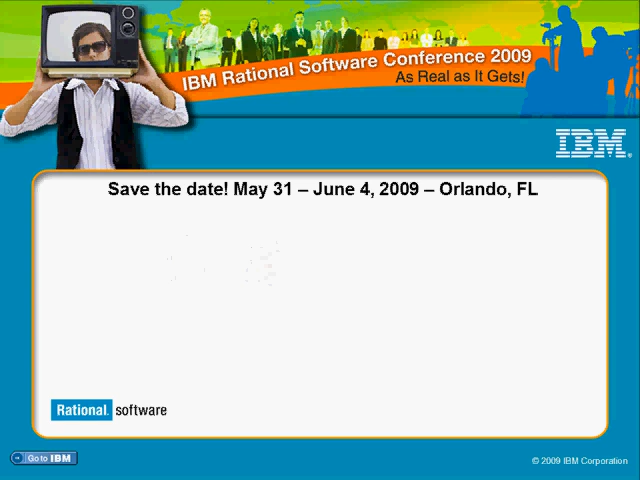 IBM Rational Software Conference 2009
As Real as It Gets!
IBM®
Save the date! May 31 – June 4, 2009 – Orlando, FL
Rational® software
Go to IBM
© 2009 IBM Corporation